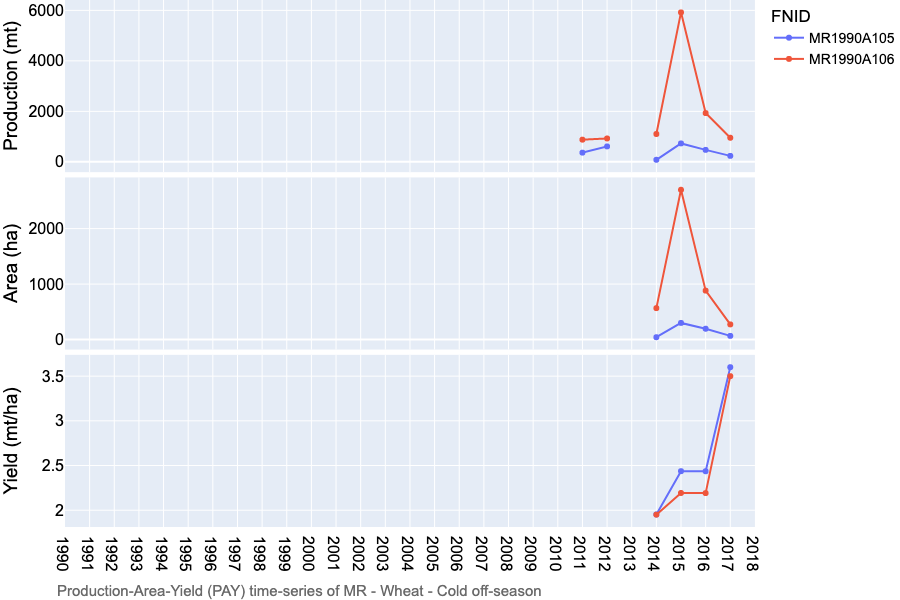 FNID
MR1990A105
MR1990A106
Production (mt)
6000
4000
2000
0
Area (ha)
2000
1000
0
Yield (mt/ha)
3.5
3
2.5
2
1990 1991 1992 1993 1994 1995 1996 1997 1998 1999 2000 2001 2002 2003 2004 2005 2006 2007 2008 2009 2010 2011 2012 2013 2014 2015 2016 2017 2018
Production-Area-Yield (PAY) time-series of MR - Wheat - Cold off-season